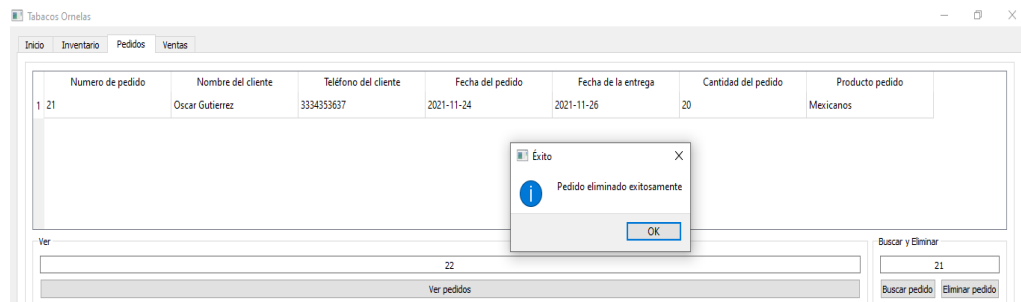 Tabacos Ornelas
Inicio Inventario Pedidos Ventas
Numero de pedido Nombre del cliente Teléfono del cliente Fecha del pedido Fecha de la entrega Cantidad del pedido Producto pedido
1 21 Oscar Gutierrez 3334353637 2021-11-24 2021-11-26 20 Mexicanos
Éxito
Pedido eliminado exitosamente
OK
Ver
22
Ver pedidos
Buscar y Eliminar
21
Buscar pedido Eliminar pedido